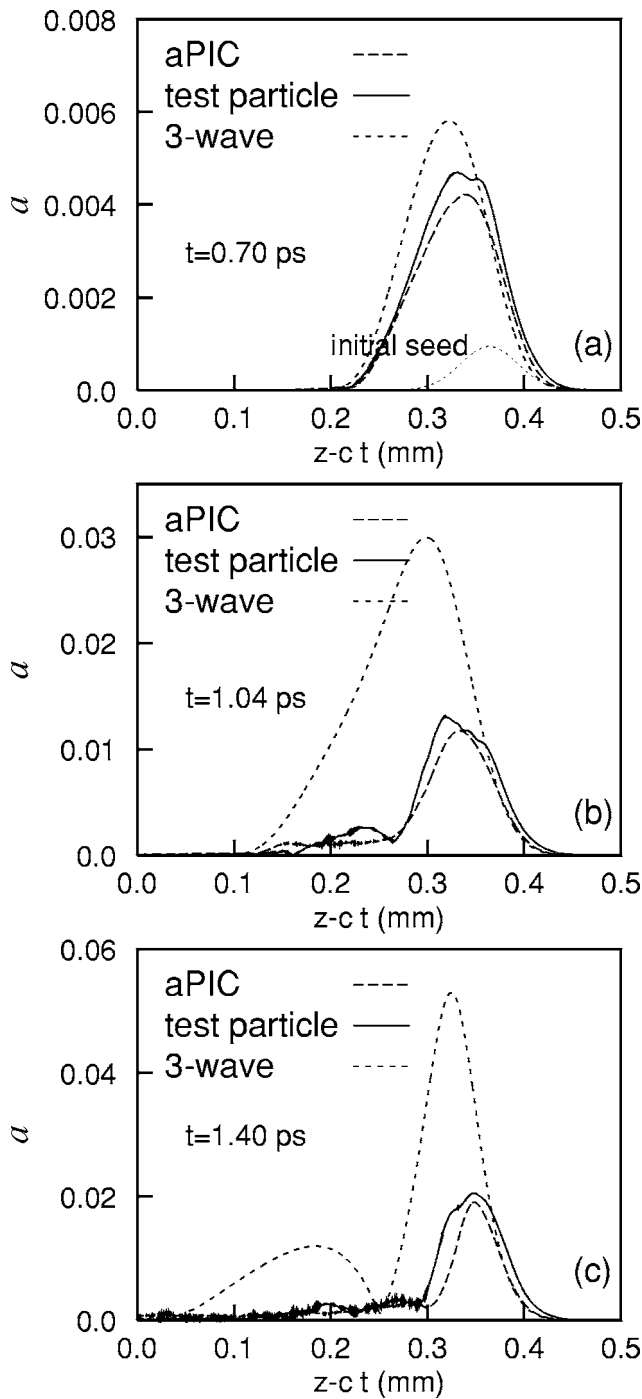 0.008
aPIC
test particle
3-wave
0.006
a
0.004
t=0.70 ps
0.002
initial seed
(a)
0.0
0.0 0.1 0.2 0.3 0.4 0.5
z-c t (mm)
aPIC
test particle
3-wave
0.03
0.02
a
t=1.04 ps
0.01
(b)
0.0
0.0 0.1 0.2 0.3 0.4 0.5
z-c t (mm)
0.06
aPIC
test particle
3-wave
0.04
a
t=1.40 ps
0.02
(c)
0.0
0.0 0.1 0.2 0.3 0.4 0.5
z-c t (mm)